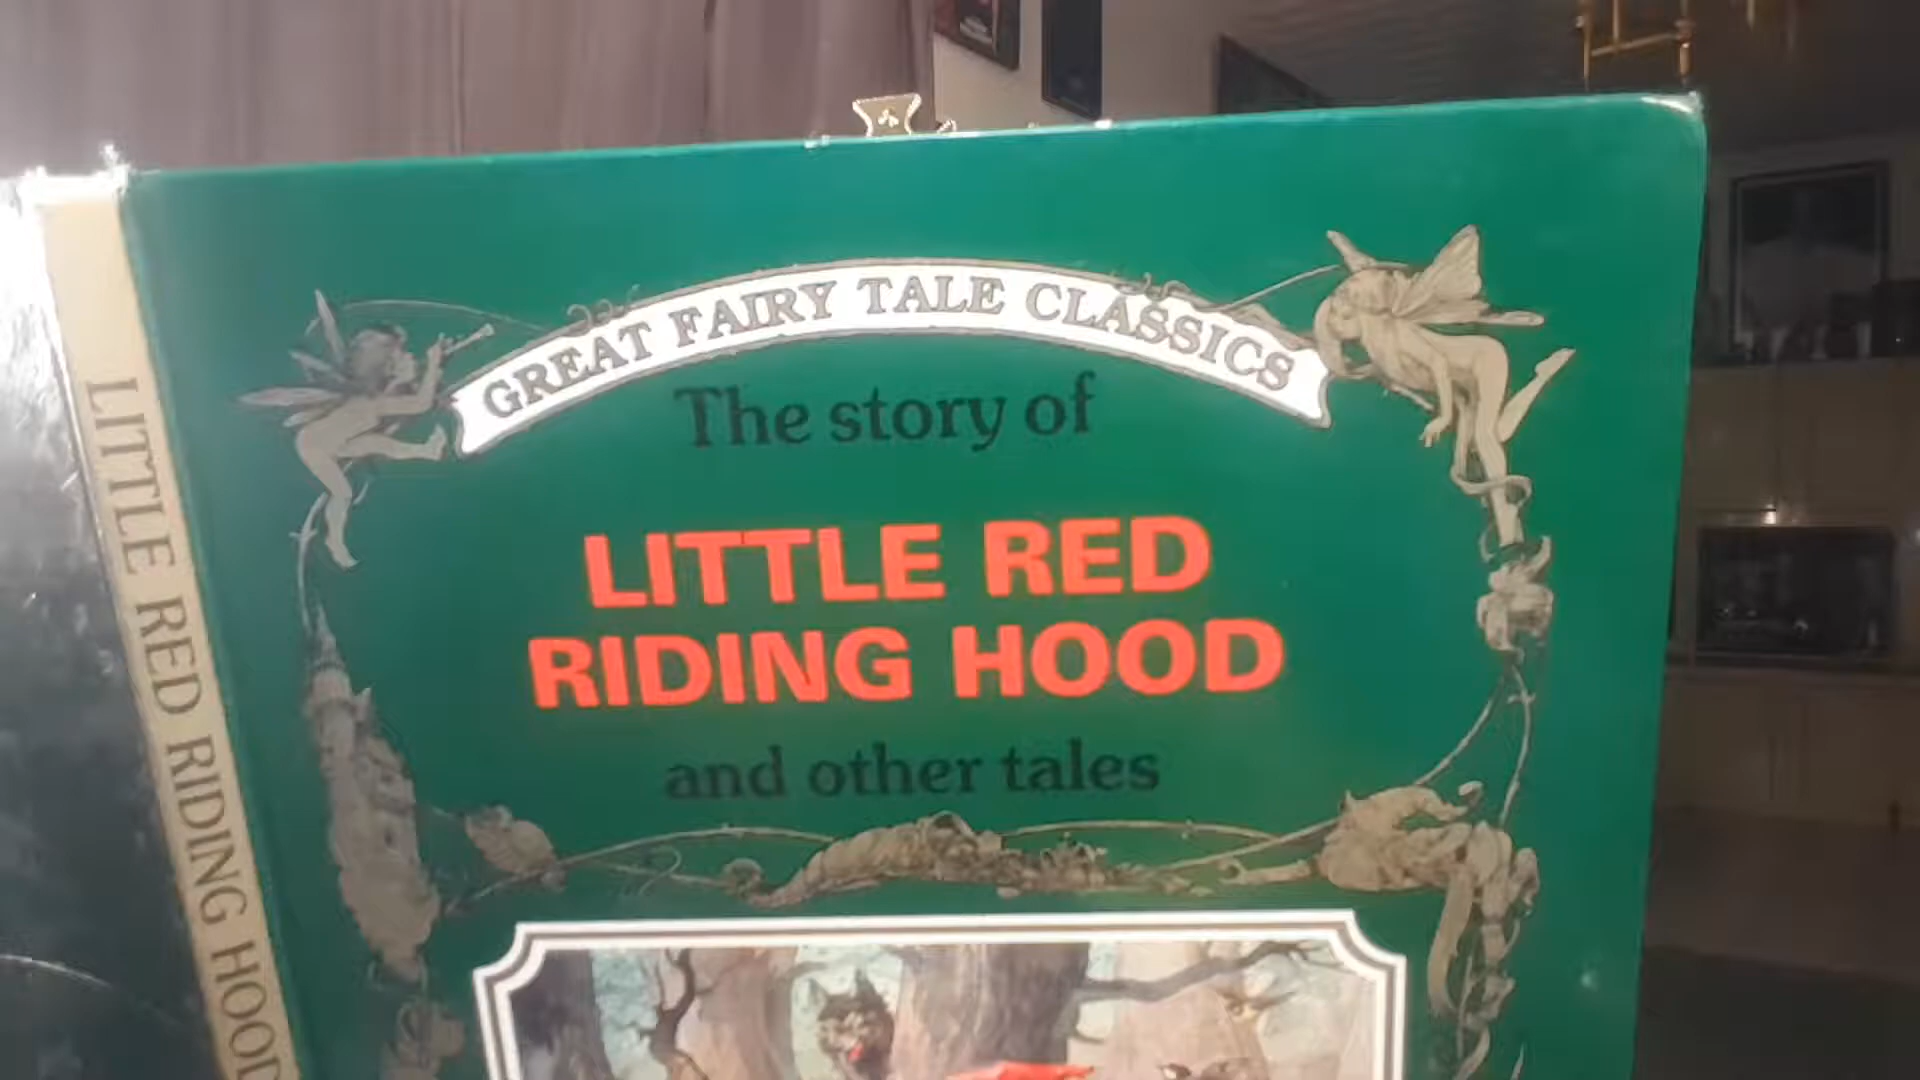 GREAT FAIRY TALE CLASSICS
The story of
LITTLE RED
RIDING HOOD
and other tales
LITTLE RED RIDING HOOD